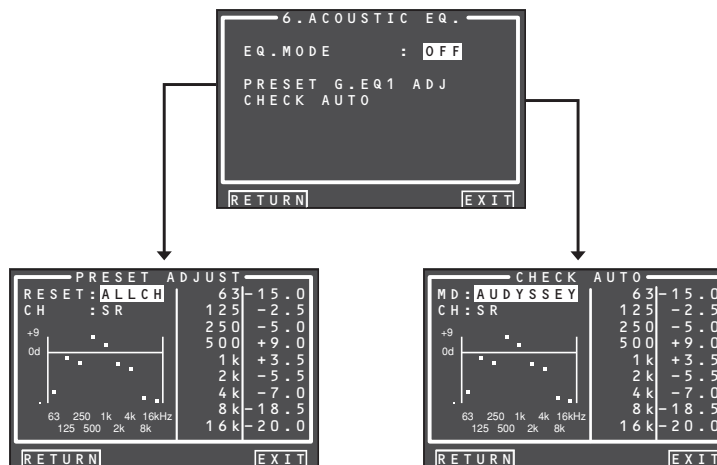 6.ACOUSTIC EQ.
EQ.MODE : OFF
PRESET G.EQ1 ADJ
CHECK AUTO
RETURN EXIT
PRESET ADJUST
RESET:ALLCH
CH :SR
+9
0d
63 250 1k 4k 16kHz
125 500 2k 8k
63 -15.0
125 -2.5
250 -5.0
500 +9.0
1k +3.5
2k -5.5
4k -7.0
8k -18.5
16k -20.0
RETURN EXIT
CHECK AUTO
MD:AUDYSSEY
CH:SR
+9
0d
63 250 1k 4k 16kHz
125 500 2k 8k
63 -15.0
125 -2.5
250 -5.0
500 +9.0
1k +3.5
2k -5.5
4k -7.0
8k -18.5
16k -20.0
RETURN EXIT